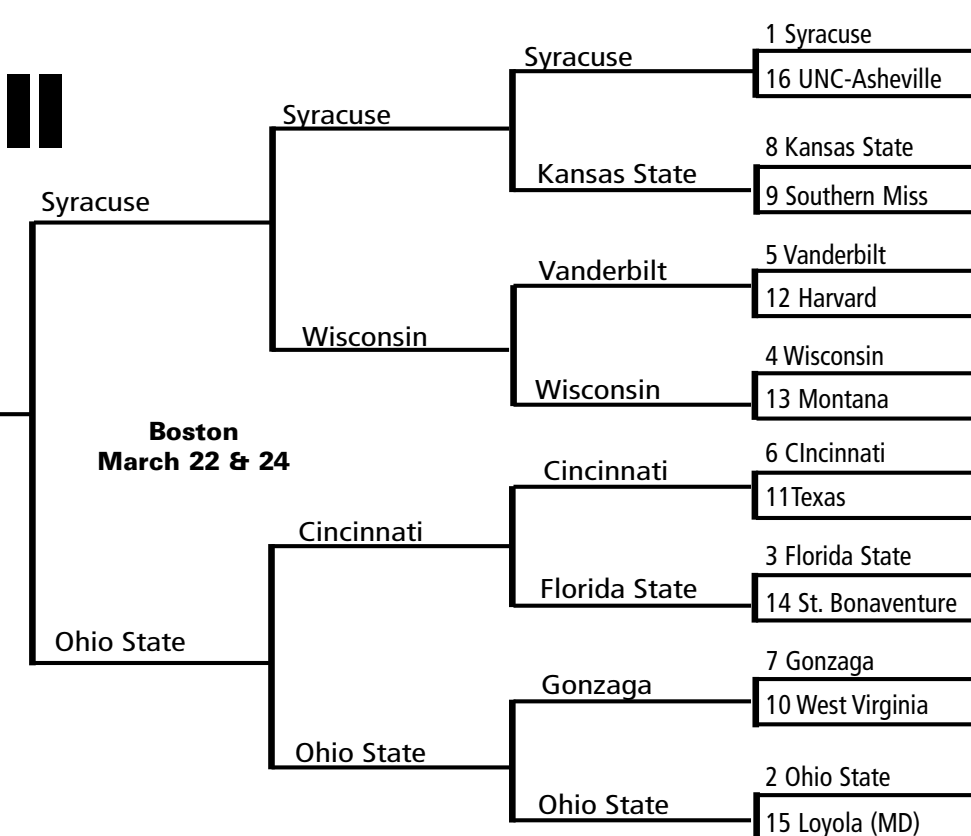 1 Syracuse
Syracuse
16 UNC-Asheville
Syracuse
8 Kansas State
Kansas State
9 Southern Miss
Syracuse
5 Vanderbilt
Vanderbilt
12 Harvard
Wisconsin
4 Wisconsin
Wisconsin
13 Montana
Boston
March 22 & 24
6 CIncinnati
Cincinnati
11Texas
Cincinnati
3 Florida State
Florida State
14 St. Bonaventure
Ohio State
7 Gonzaga
Gonzaga
10 West Virginia
Ohio State
2 Ohio State
Ohio State
15 Loyola (MD)